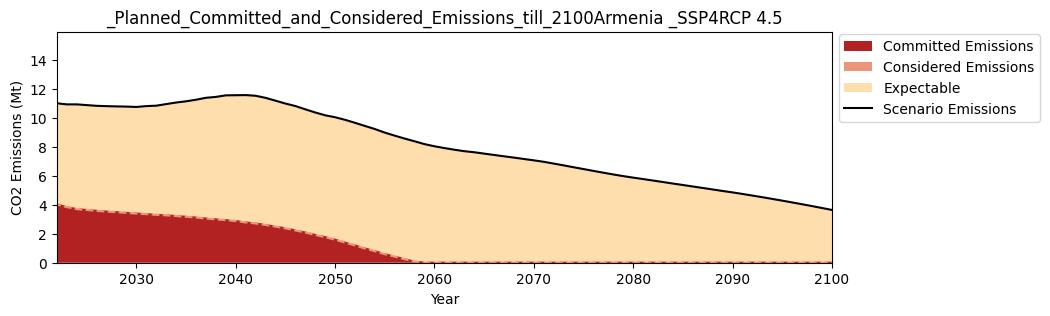 _Planned_Committed_and_Considered_Emissions_till_2100Armenia _SSP4RCP 4.5
CO2 Emissions (Mt)
14
12
10
8
6
4
2
0
2030
2040
2050
2060
2070
2080
2090
2100
Year
Committed Emissions
Considered Emissions
Expectable
Scenario Emissions